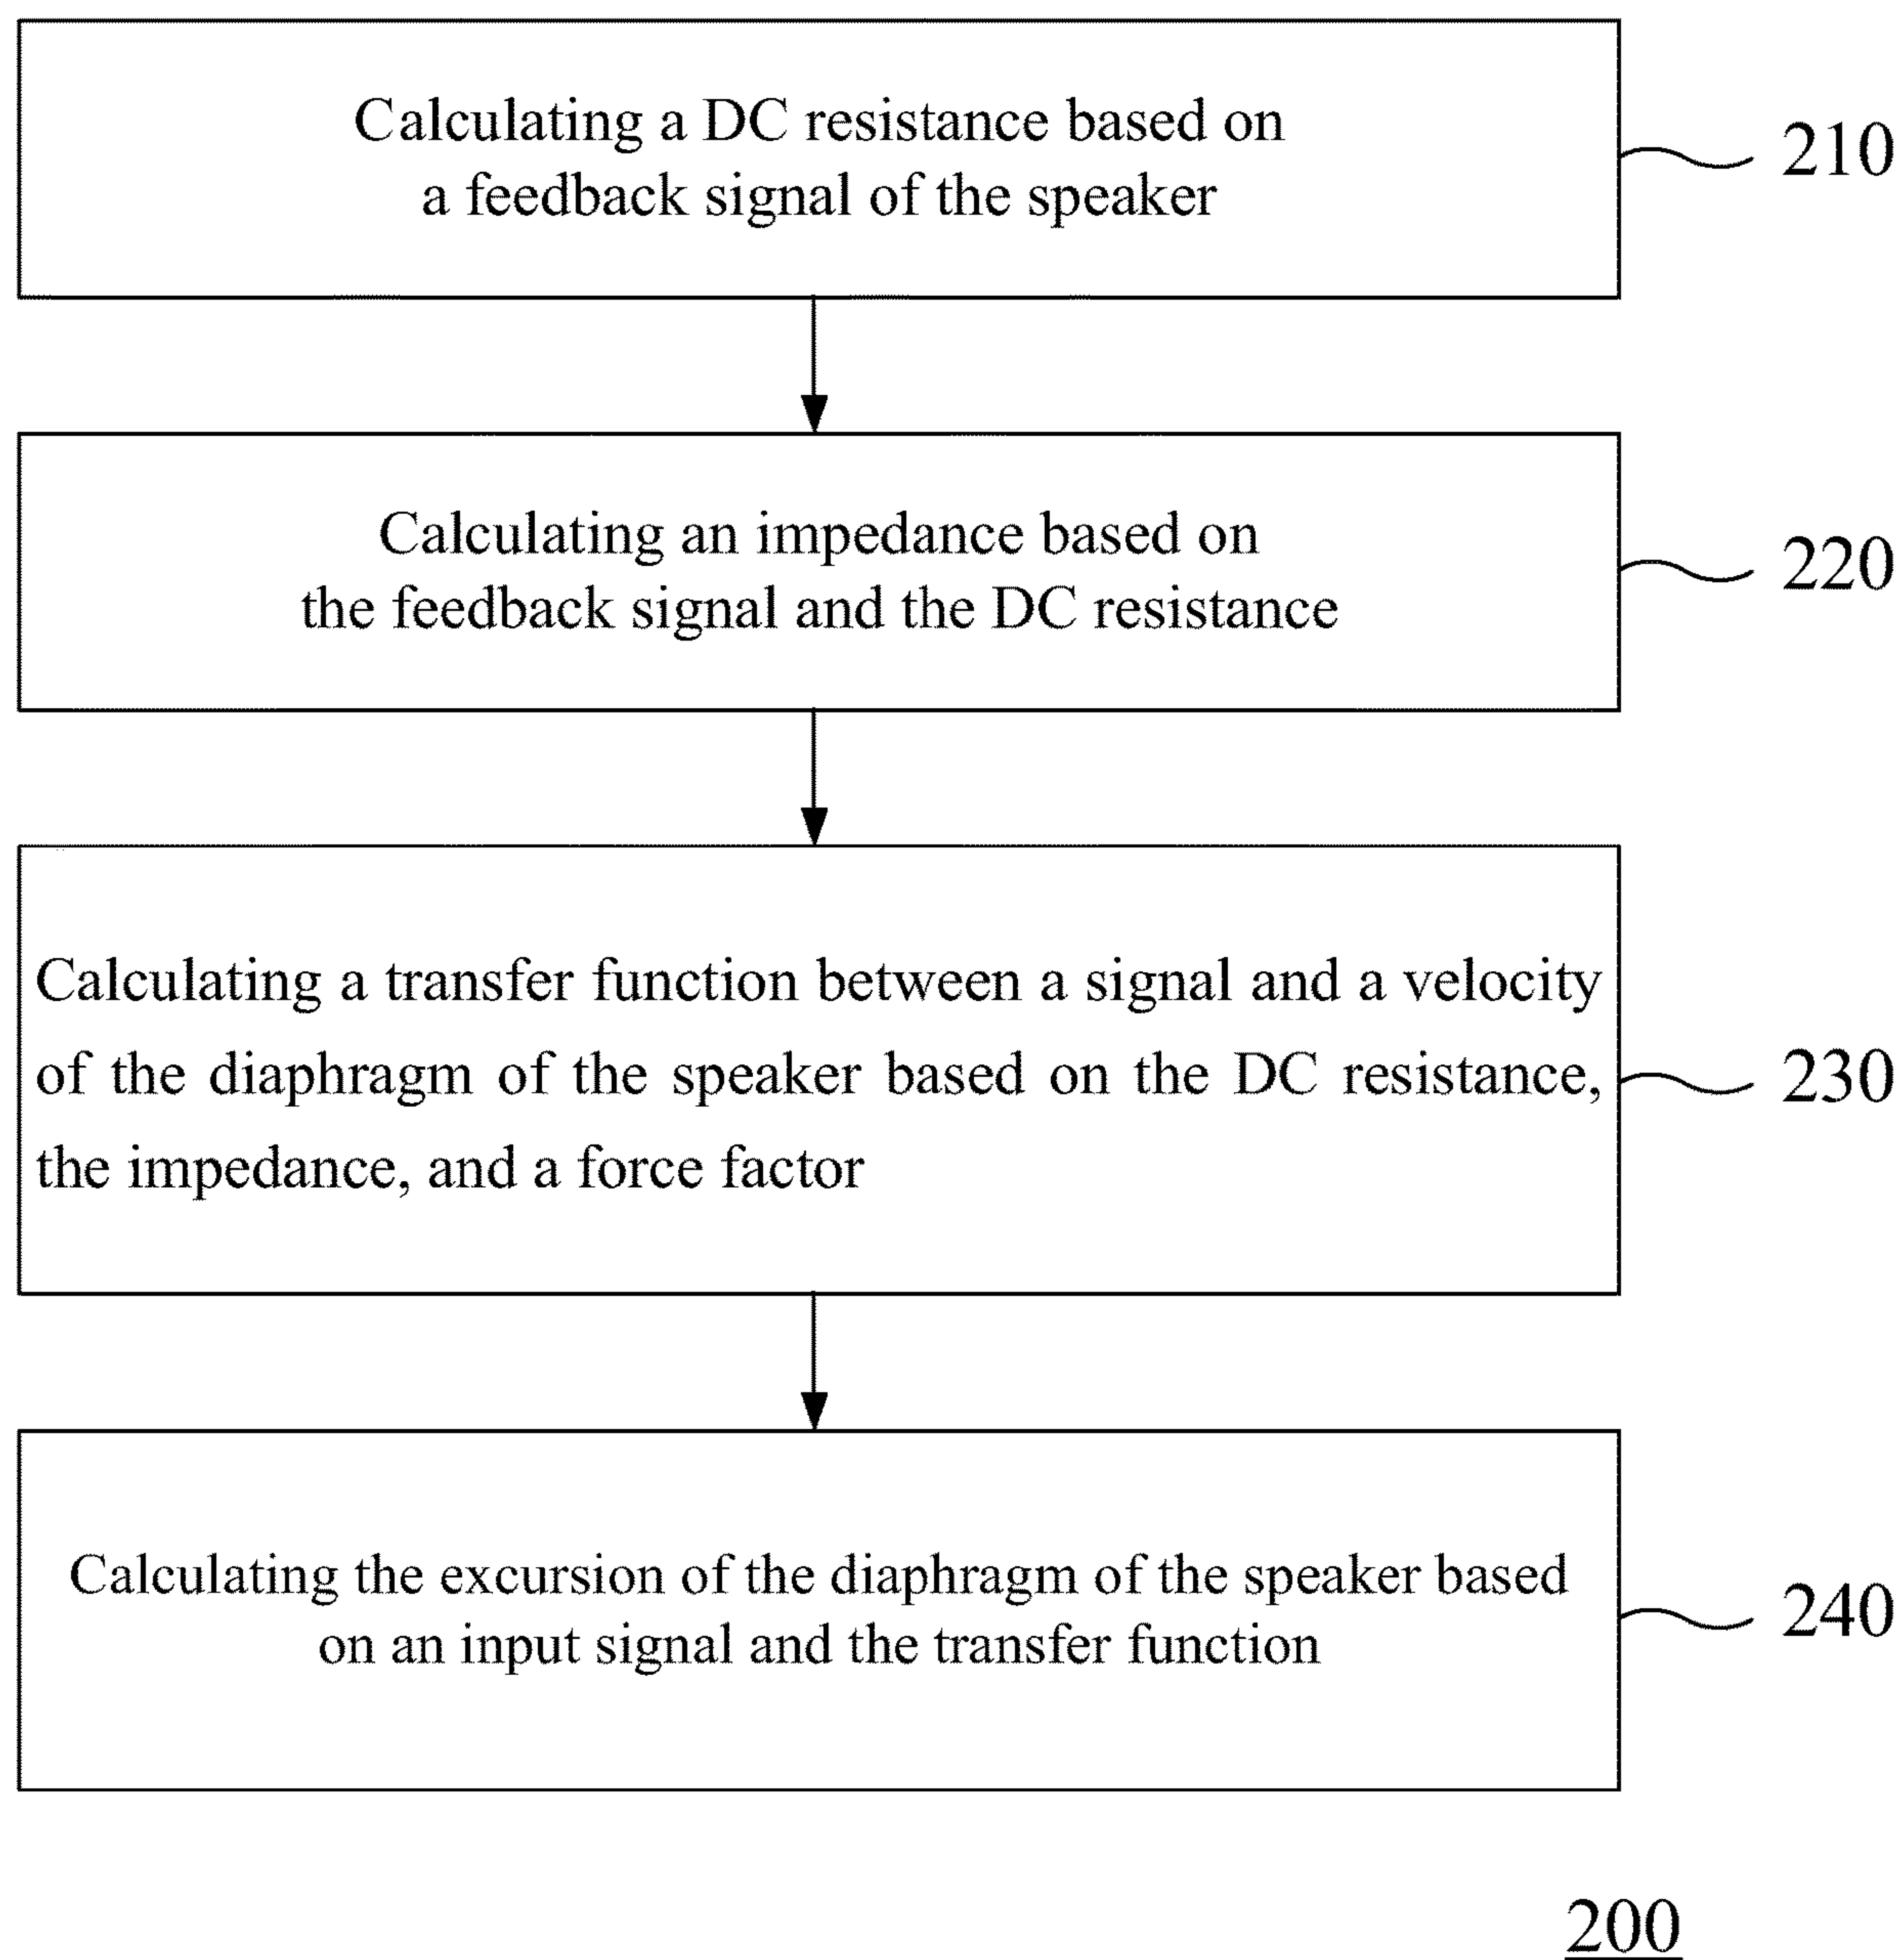 Calculating a DC resistance based on
a feedback signal of the speaker
210
Calculating an impedance based on
the feedback signal and the DC resistance
220
Calculating a transfer function between a signal and a velocity
of the diaphragm of the speaker based on the DC resistance,
the impedance, and a force factor
230
Calculating the excursion of the diaphragm of the speaker based
on an input signal and the transfer function
240
200